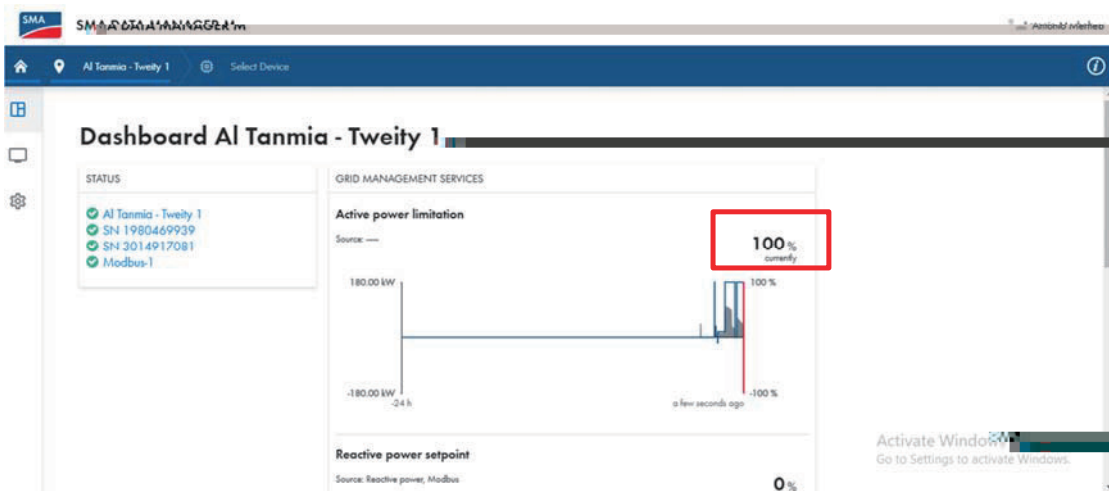 SMA
SMA DATA MANAGER M
Al Tanmia - Tweity 1
Select Device
Dashboard Al Tanmia - Tweity 1
STATUS
Al Tanmia - Tweity 1
SN 1980469939
SN 3014917081
Modbus-1
GRID MANAGEMENT SERVICES
Active power limitation
Source: ----
100 %
currently
180.00 kW
100 %
-180.00 kW
-100 %
-24 h
a few seconds ago
Reactive power setpoint
Source: Reactive power, Modbus
0 %
Activate Windows
Go to Settings to activate Windows.